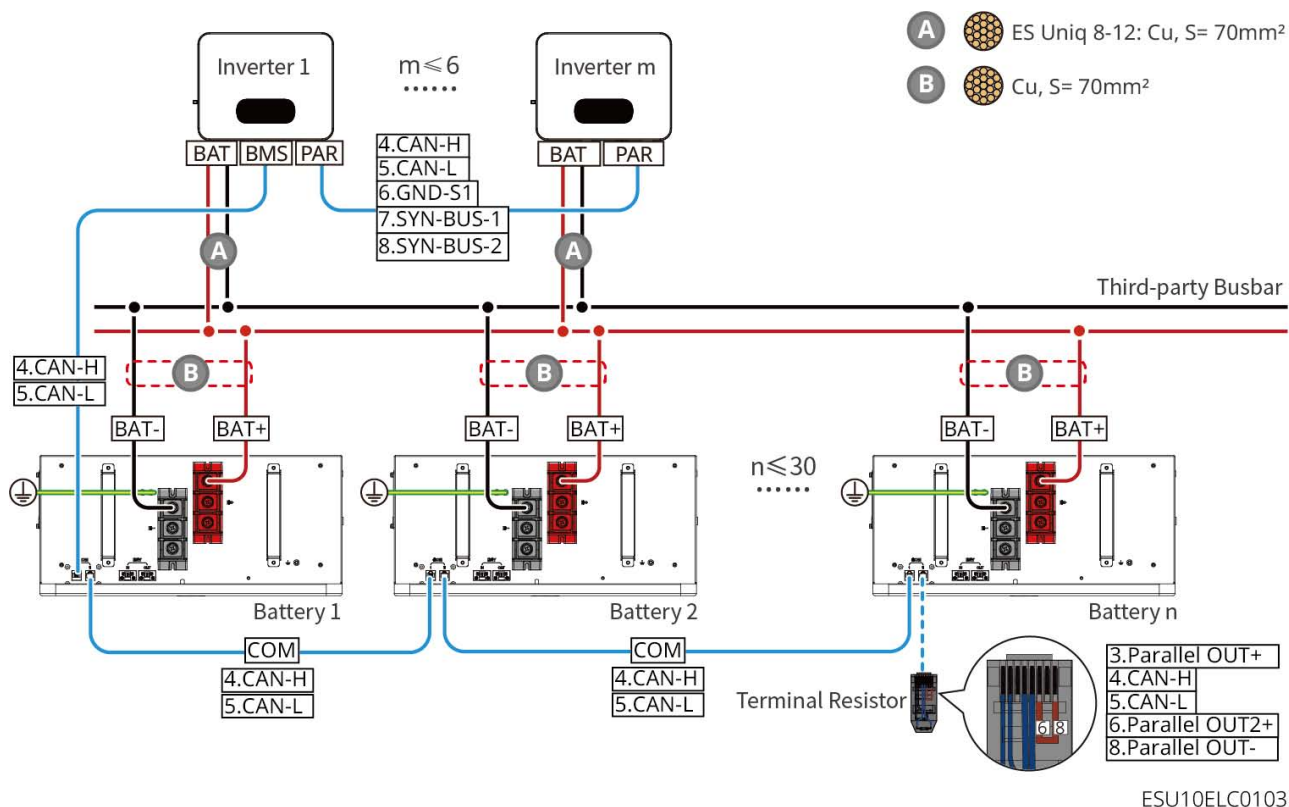 A ES Uniq 8-12: Cu, S= 70mm²
B Cu, S= 70mm²
Inverter 1
m≤6
Inverter m
BAT BMS PAR
BAT PAR
4.CAN-H
5.CAN-L
6.GND-S1
7.SYN-BUS-1
8.SYN-BUS-2
A
A
Third-party Busbar
4.CAN-H
5.CAN-L
B
B
B
BAT- BAT+
BAT- BAT+
BAT- BAT+
n≤30
Battery 1
Battery 2
Battery n
COM
4.CAN-H
5.CAN-L
COM
4.CAN-H
5.CAN-L
Terminal Resistor
6 8
3.Parallel OUT+
4.CAN-H
5.CAN-L
6.Parallel OUT2+
8.Parallel OUT-
ESU10ELC0103